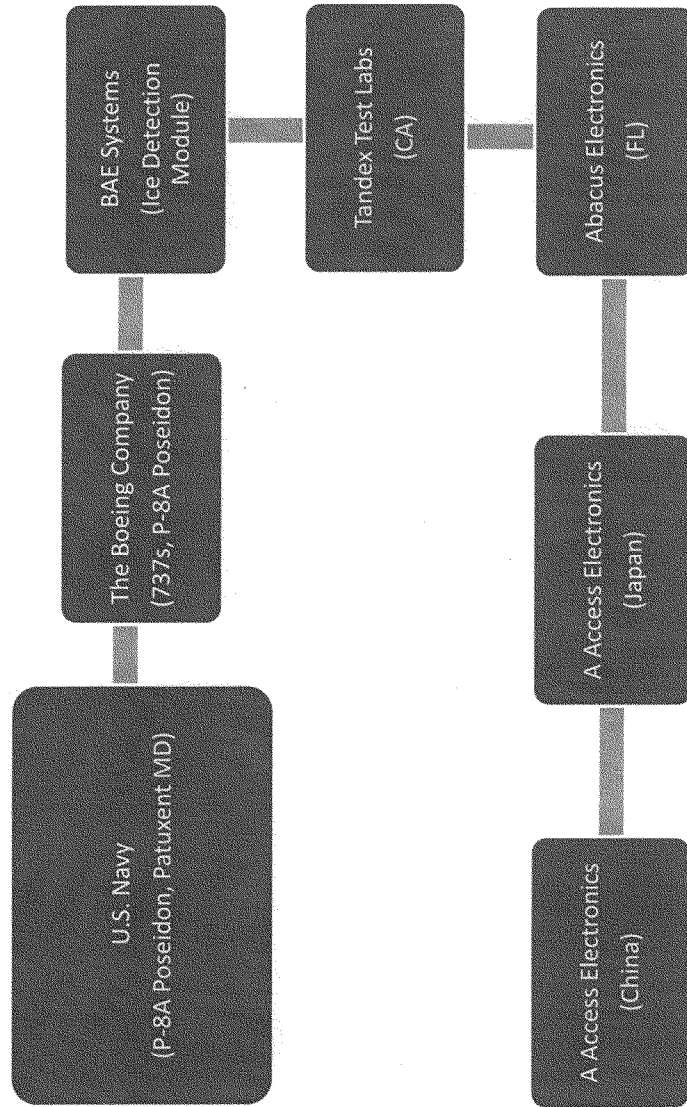 U.S. Navy
(P-8A Poseidon, Patuxent MD)
The Boeing Company
(737s, P-8A Poseidon)
BAE Systems
(Ice Detection
Module)
Tandex Test Labs
(CA)
Abacus Electronics
(FL)
A Access Electronics
(Japan)
A Access Electronics
(China)